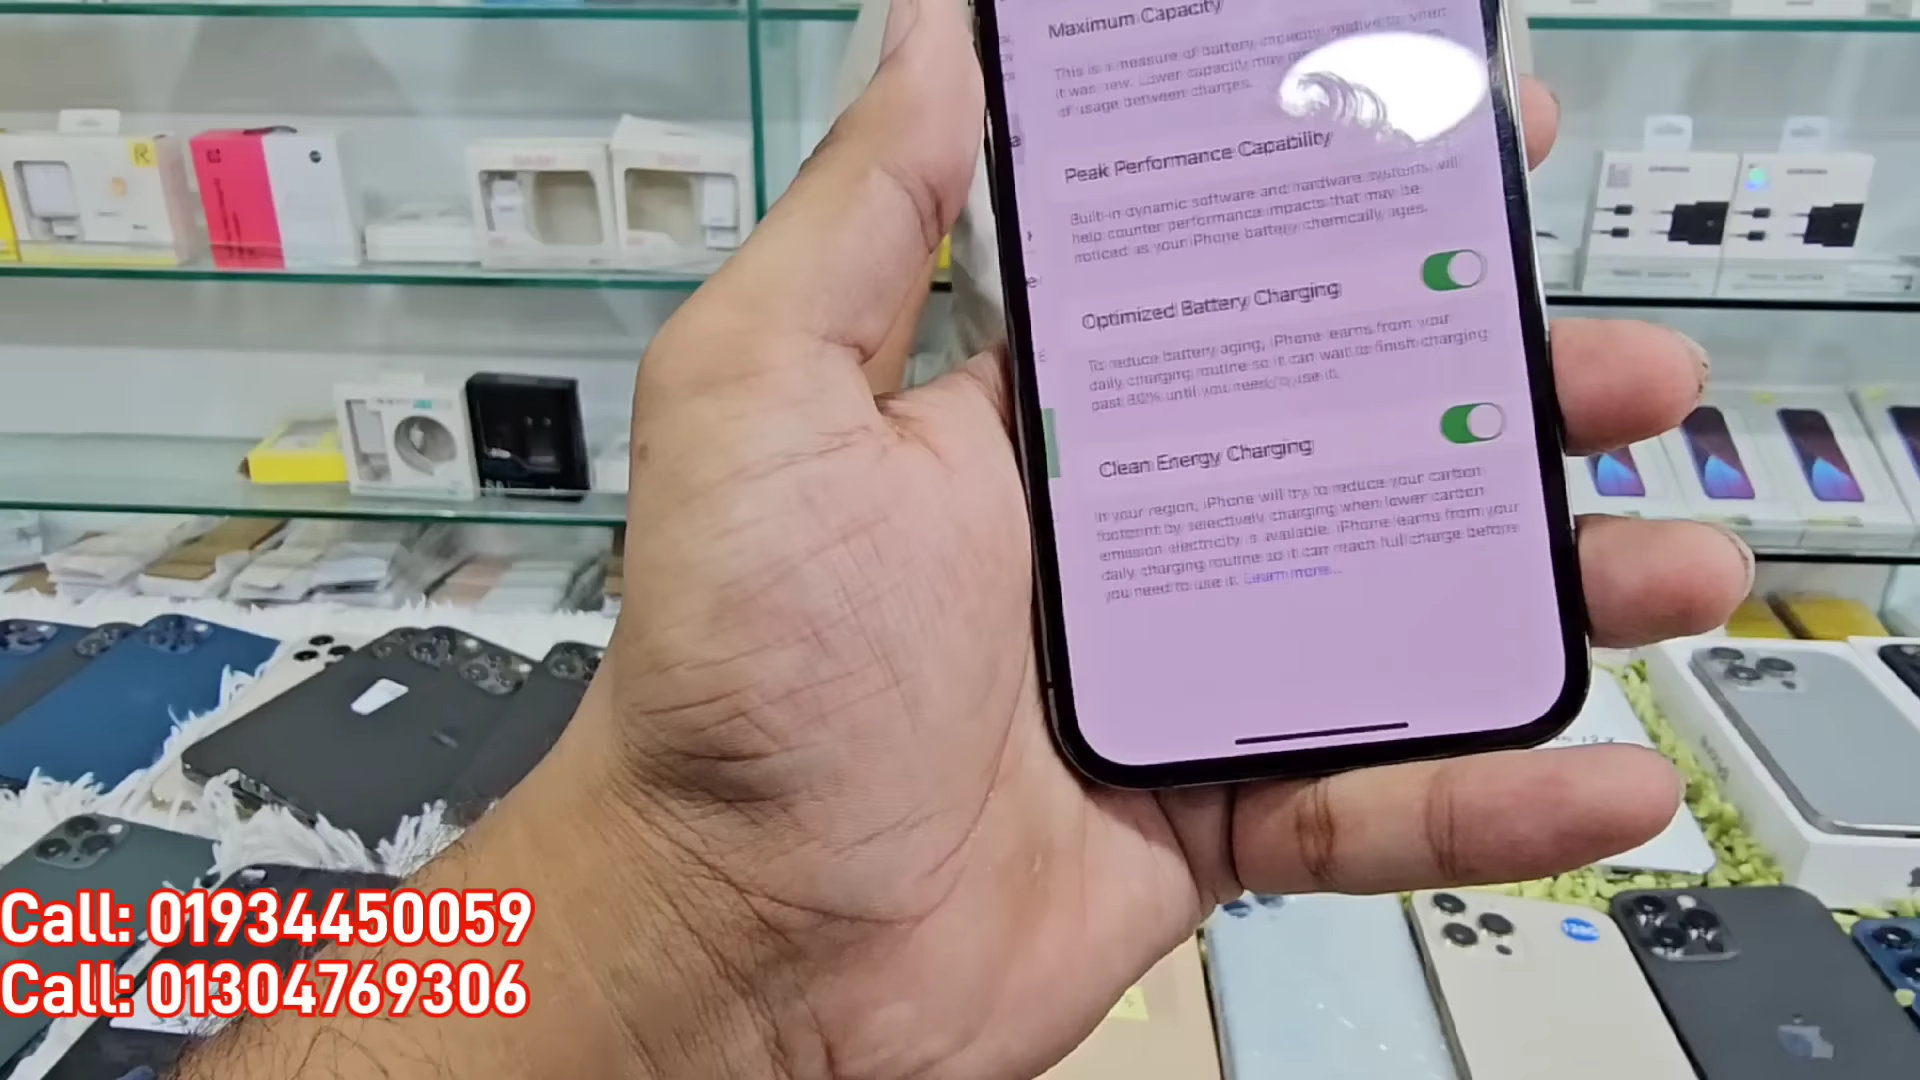 Maximum Capacity
This is a measure of battery capacity relative to when
it was new. Lower capacity may
of usage between charges.
Peak Performance Capability
Built-in dynamic software and hardware systems will
help counter performance impacts that may be
noticed as your iPhone battery chemically ages.
Optimized Battery Charging
To reduce battery aging, iPhone learns from your
daily charging routine so it can wait to finish charging
past 80% until you need to use it.
Clean Energy Charging
In your region, iPhone will try to reduce your carbon
footprint by selectively charging when lower carbon
emission electricity is available. iPhone learns from your
daily charging routine so it can reach full charge before
you need to use it. Learn more...
SAMSUNG
SAMSUNG
128G
Call: 01934450059
Call: 01304769306